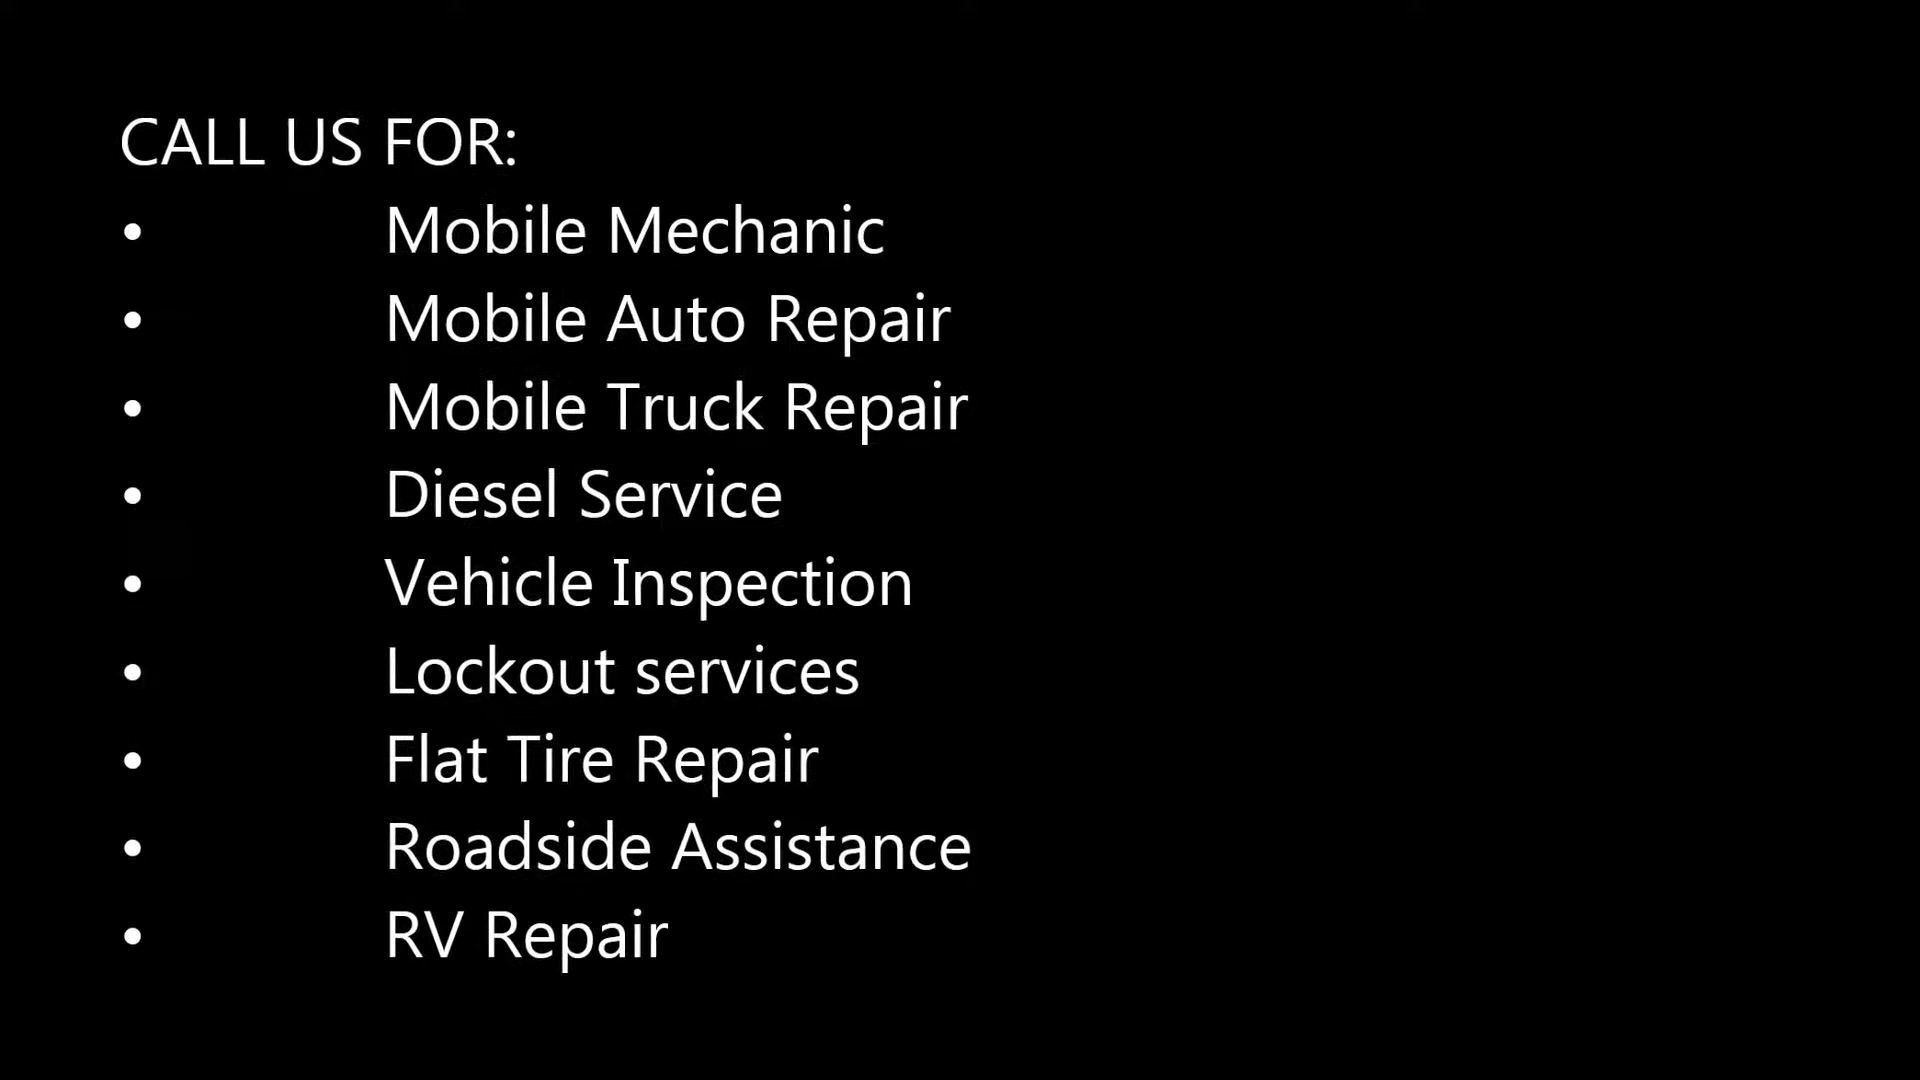 CALL US FOR:
• Mobile Mechanic
• Mobile Auto Repair
• Mobile Truck Repair
• Diesel Service
• Vehicle Inspection
• Lockout services
• Flat Tire Repair
• Roadside Assistance
• RV Repair